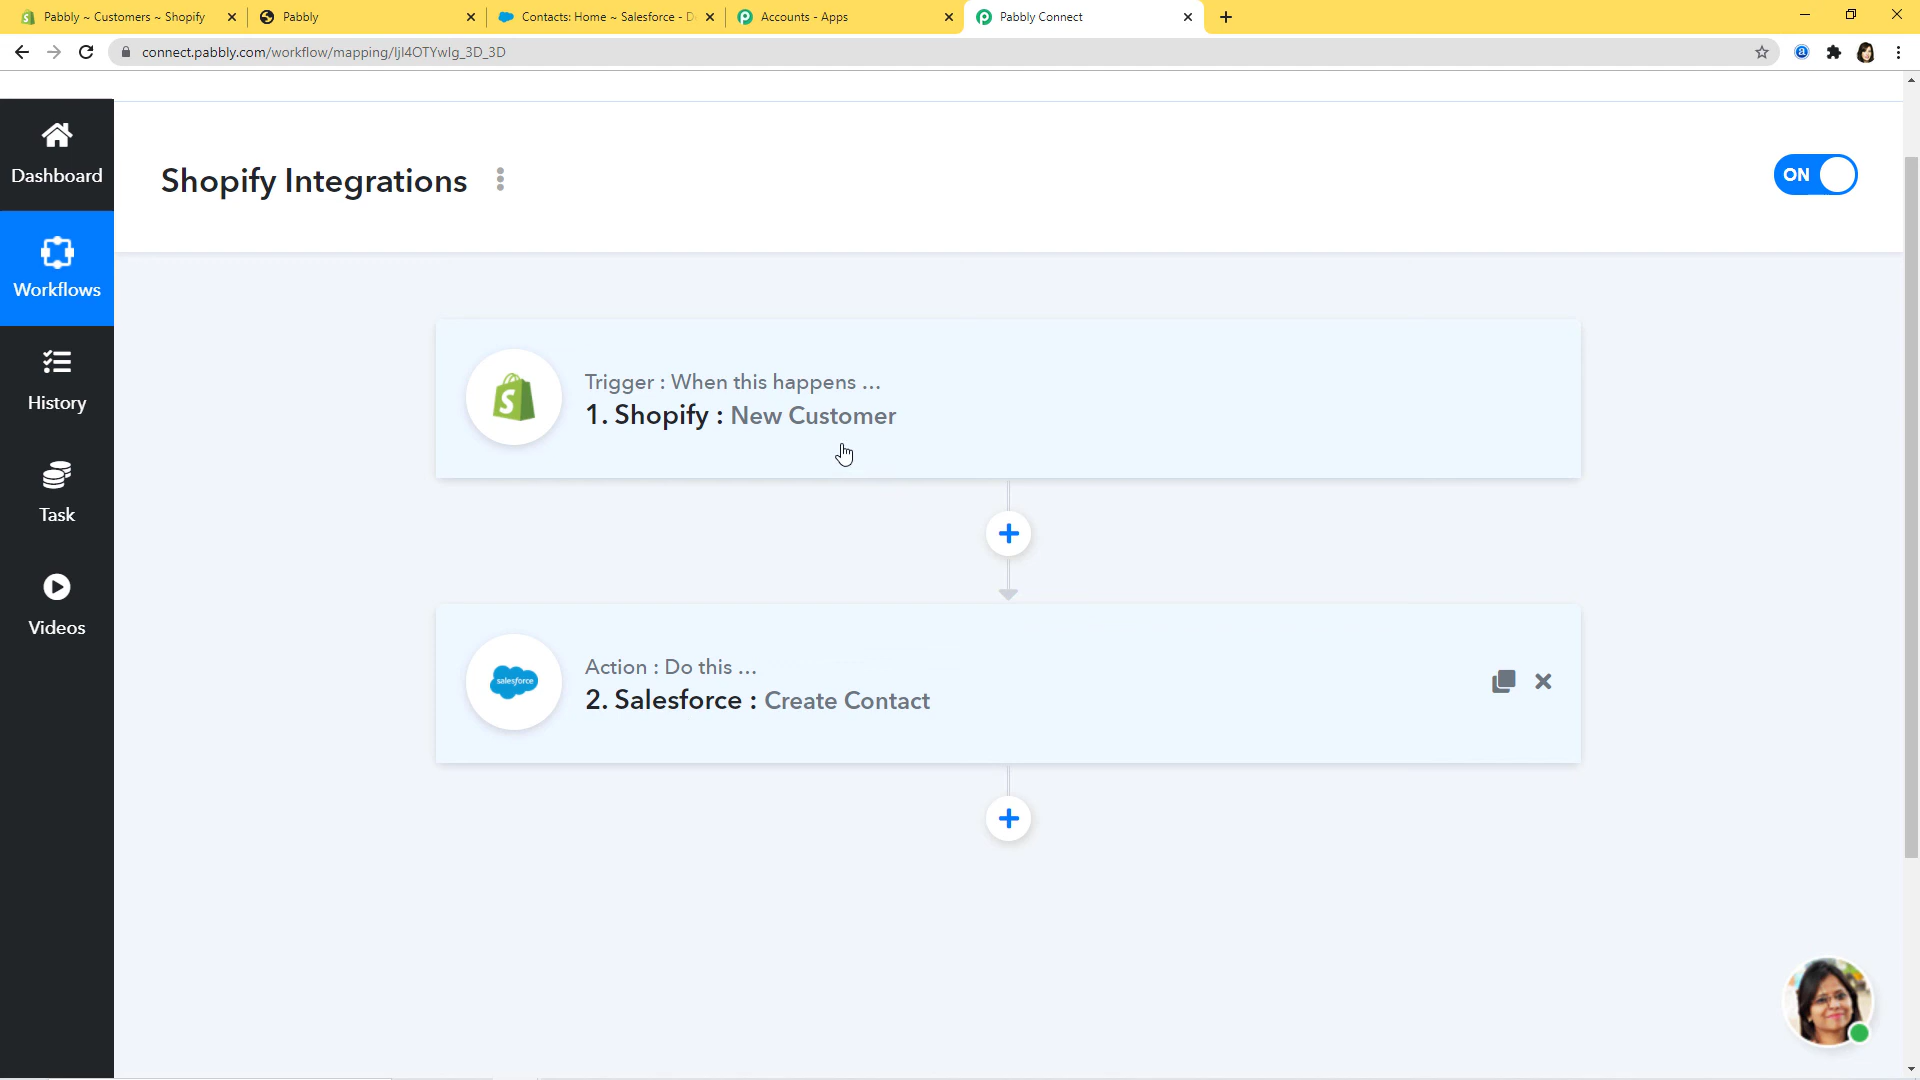 Pabbly ~ Customers ~ Shopify
Pabbly
Contacts: Home ~ Salesforce - D
Accounts - Apps
Pabbly Connect
connect.pabbly.com/workflow/mapping/IjI4OTYwIg_3D_3D
Dashboard
Workflows
History
Task
Videos
Shopify Integrations
ON
Trigger : When this happens ...
1. Shopify : New Customer
salesforce
Action : Do this ...
2. Salesforce : Create Contact